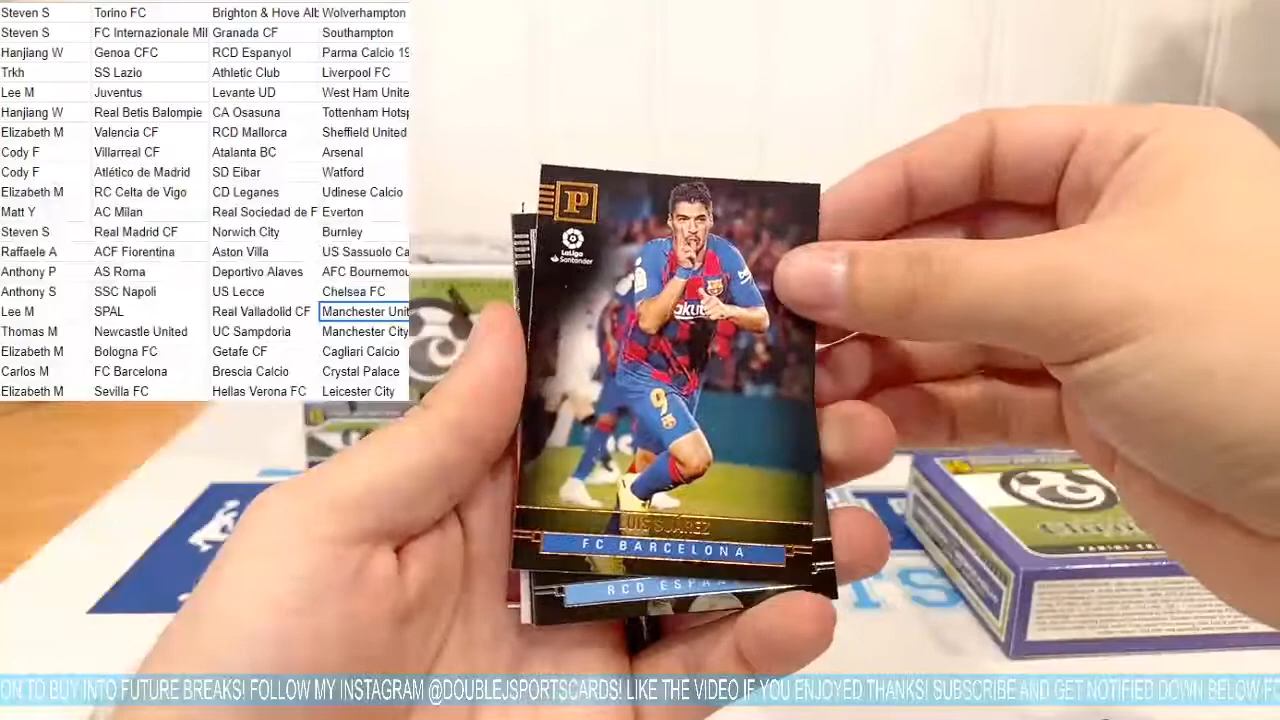 Steven S Torino FC Brighton & Hove Alb Wolverhampton
Steven S FC Internazionale Mil Granada CF Southampton
Hanjiang W Genoa CFC RCD Espanyol Parma Calcio 19
Trkh SS Lazio Athletic Club Liverpool FC
Lee M Juventus Levante UD West Ham Unite
Hanjiang W Real Betis Balompie CA Osasuna Tottenham Hotsp
Elizabeth M Valencia CF RCD Mallorca Sheffield United
Cody F Villarreal CF Atalanta BC Arsenal
Cody F Atlético de Madrid SD Eibar Watford
Elizabeth M RC Celta de Vigo CD Leganes Udinese Calcio
Matt Y AC Milan Real Sociedad de F Everton
Steven S Real Madrid CF Norwich City Burnley
Raffaele A ACF Fiorentina Aston Villa US Sassuolo Ca
Anthony P AS Roma Deportivo Alaves AFC Bournemou
Anthony S SSC Napoli US Lecce Chelsea FC
Lee M SPAL Real Valladolid CF Manchester Unit
Thomas M Newcastle United UC Sampdoria Manchester City
Elizabeth M Bologna FC Getafe CF Cagliari Calcio
Carlos M FC Barcelona Brescia Calcio Crystal Palace
Elizabeth M Sevilla FC Hellas Verona FC Leicester City
P
LaLiga
Santander
9
LUIS SUÁREZ
FC BARCELONA
RCD ESPA
ON TO BUY INTO FUTURE BREAKS! FOLLOW MY INSTAGRAM @DOUBLEJSPORTSCARDS! LIKE THE VIDEO IF YOU ENJOYED THANKS! SUBSCRIBE AND GET NOTIFIED DOWN BELOW F